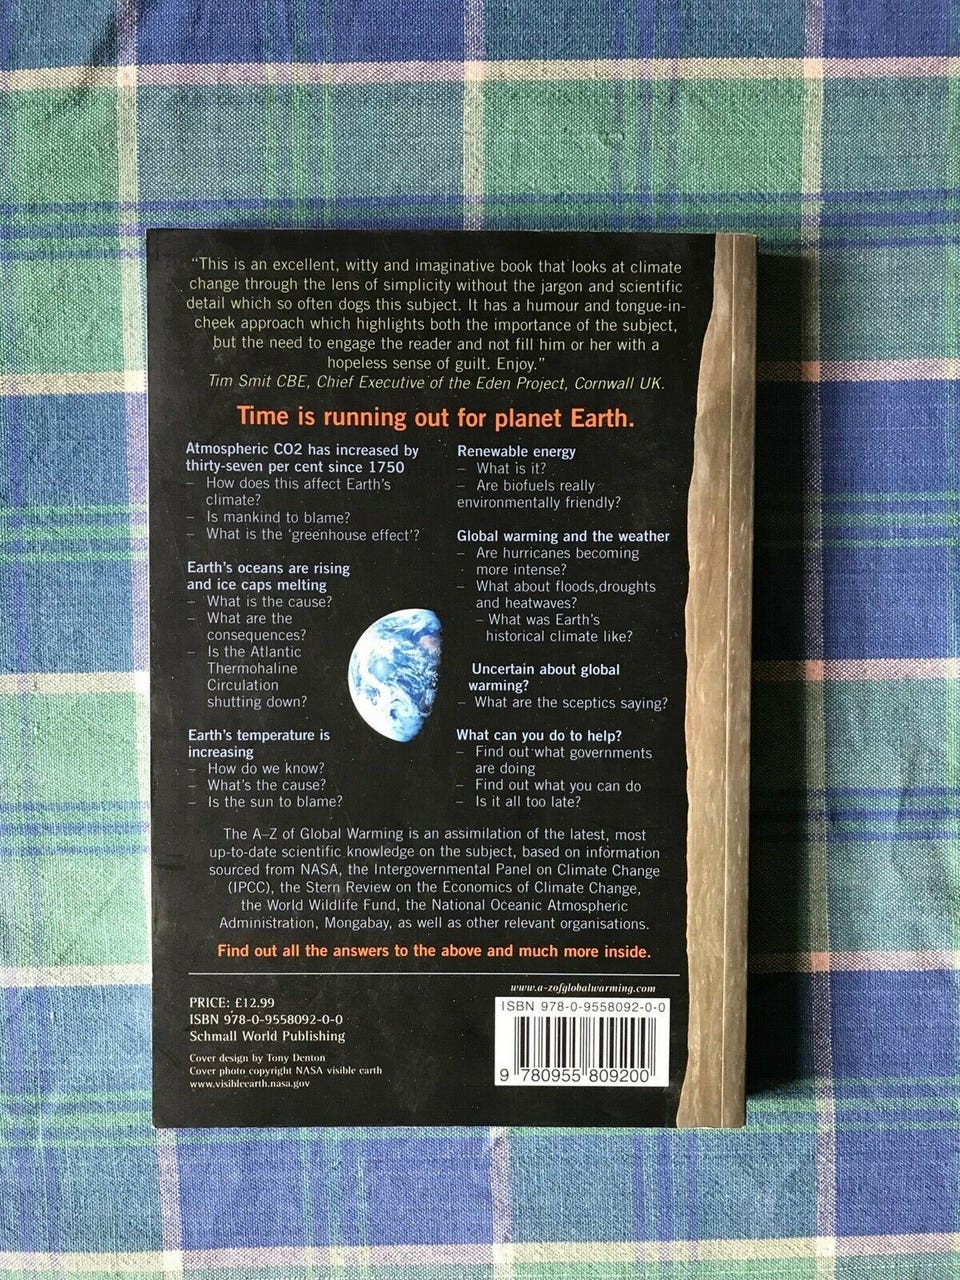 “This is an excellent, witty and imaginative book that looks at climate
change through the lens of simplicity without the jargon and scientific
detail which so often dogs this subject. It has a humour and tongue-in-
cheek approach which highlights both the importance of the subject,
but the need to engage the reader and not fill him or her with a
hopeless sense of guilt. Enjoy.”
Tim Smit CBE, Chief Executive of the Eden Project, Cornwall UK.
Time is running out for planet Earth.
Atmospheric CO2 has increased by
thirty-seven per cent since 1750
– How does this affect Earth’s
climate?
– Is mankind to blame?
– What is the ‘greenhouse effect’?
Earth’s oceans are rising
and ice caps melting
– What is the cause?
– What are the
consequences?
– Is the Atlantic
Thermohaline
Circulation
shutting down?
Earth’s temperature is
increasing
– How do we know?
– What’s the cause?
– Is the sun to blame?
Renewable energy
– What is it?
– Are biofuels really
environmentally friendly?
Global warming and the weather
– Are hurricanes becoming
more intense?
– What about floods,droughts
and heatwaves?
– What was Earth’s
historical climate like?
Uncertain about global
warming?
– What are the sceptics saying?
What can you do to help?
– Find out what governments
are doing
– Find out what you can do
– Is it all too late?
The A–Z of Global Warming is an assimilation of the latest, most
up-to-date scientific knowledge on the subject, based on information
sourced from NASA, the Intergovernmental Panel on Climate Change
(IPCC), the Stern Review on the Economics of Climate Change,
the World Wildlife Fund, the National Oceanic Atmospheric
Administration, Mongabay, as well as other relevant organisations.
Find out all the answers to the above and much more inside.
PRICE: £12.99
ISBN 978-0-9558092-0-0
Schmall World Publishing
Cover design by Tony Denton
Cover photo copyright NASA visible earth
www.visibleearth.nasa.gov
www.a-zofglobalwarming.com
ISBN 978-0-9558092-0-0
9 780955 809200